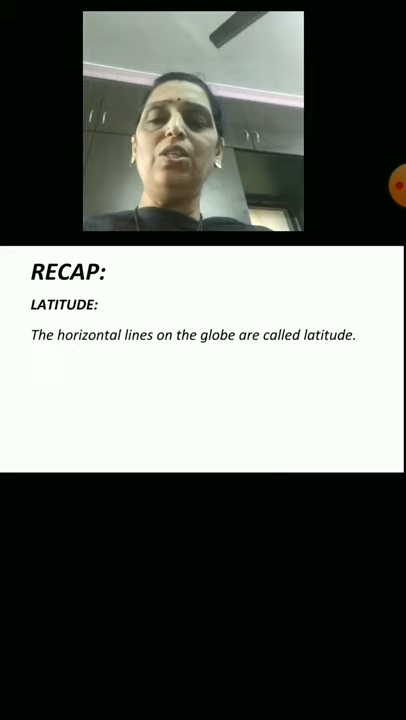 RECAP:
LATITUDE:
The horizontal lines on the globe are called latitude.